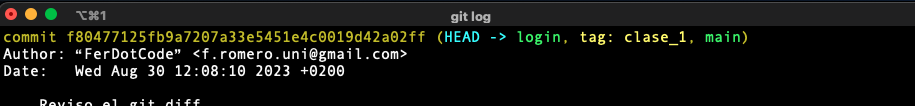 ⌥⌘1
git log
commit f80477125fb9a7207a33e5451e4c0019d42a02ff (HEAD -> login, tag: clase_1, main)
Author: “FerDotCode” <f.romero.uni@gmail.com>
Date:   Wed Aug 30 12:08:10 2023 +0200
Reviso el git diff